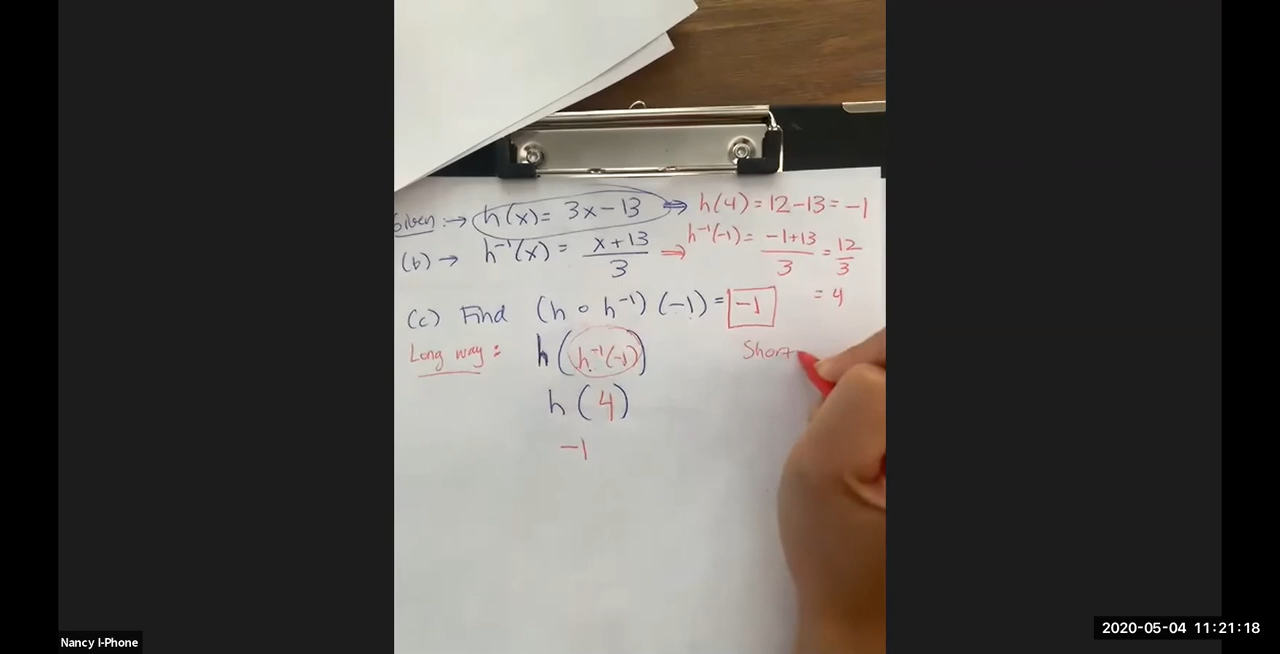 Given :→ h(x) = 3x-13 ⇒ h(4) = 12-13 = -1
(b) → h⁻¹(x) = x+13/3 ⇒ h⁻¹(-1) = -1+13/3 = 12/3
= 4
(c) Find (h ∘ h⁻¹) (-1) = -1
Long way : h(h⁻¹(-1)) Short
h(4)
-1
Nancy I-Phone
2020-05-04 11:21:18